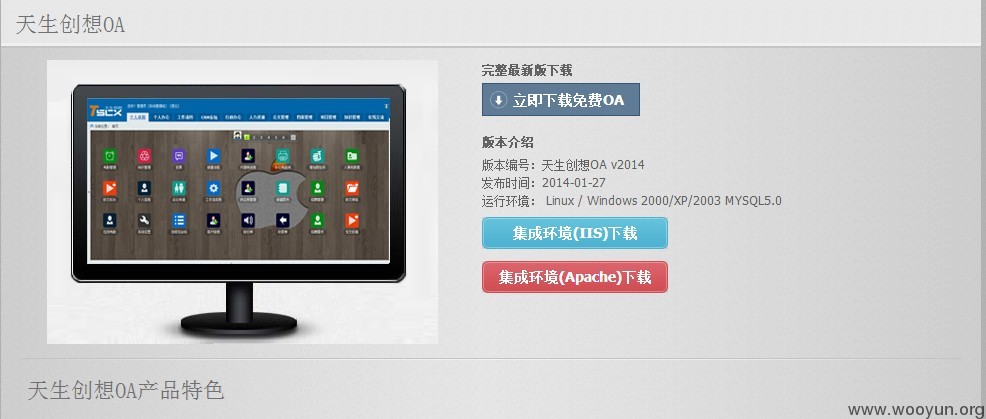 天生创想OA
完整最新版下载
立即下载免费OA
版本介绍
版本编号：天生创想OA v2014
发布时间：2014-01-27
运行环境： Linux / Windows 2000/XP/2003 MYSQL5.0
集成环境(IIS)下载
集成环境(Apache)下载
天生创想OA产品特色
www.wooyun.org